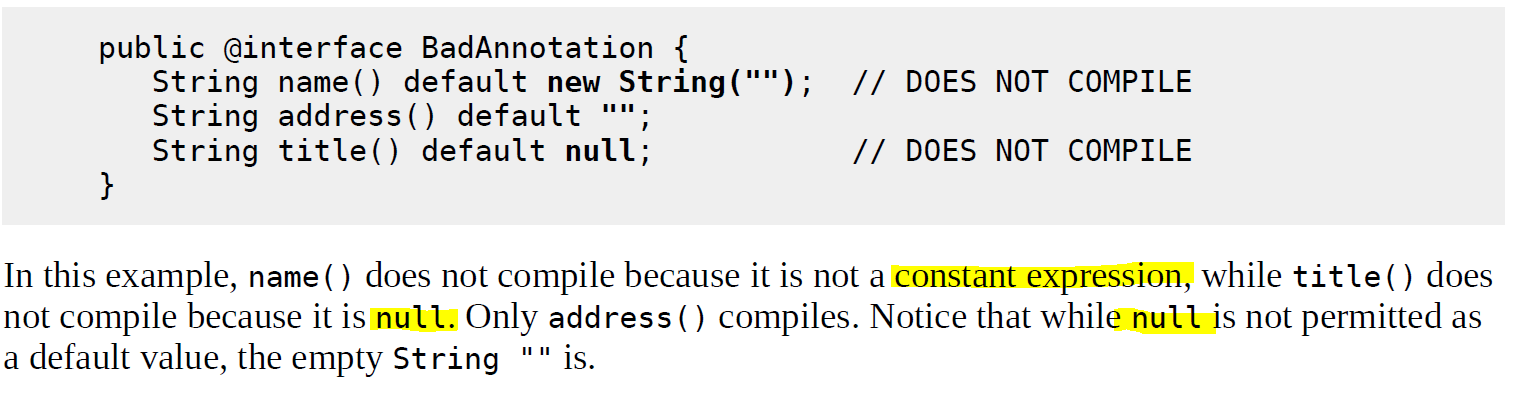 public @interface BadAnnotation {
   String name() default new String("");  // DOES NOT COMPILE
   String address() default "";
   String title() default null;           // DOES NOT COMPILE
}
In this example, name() does not compile because it is not a constant expression, while title() does
not compile because it is null. Only address() compiles. Notice that while null is not permitted as
a default value, the empty String "" is.